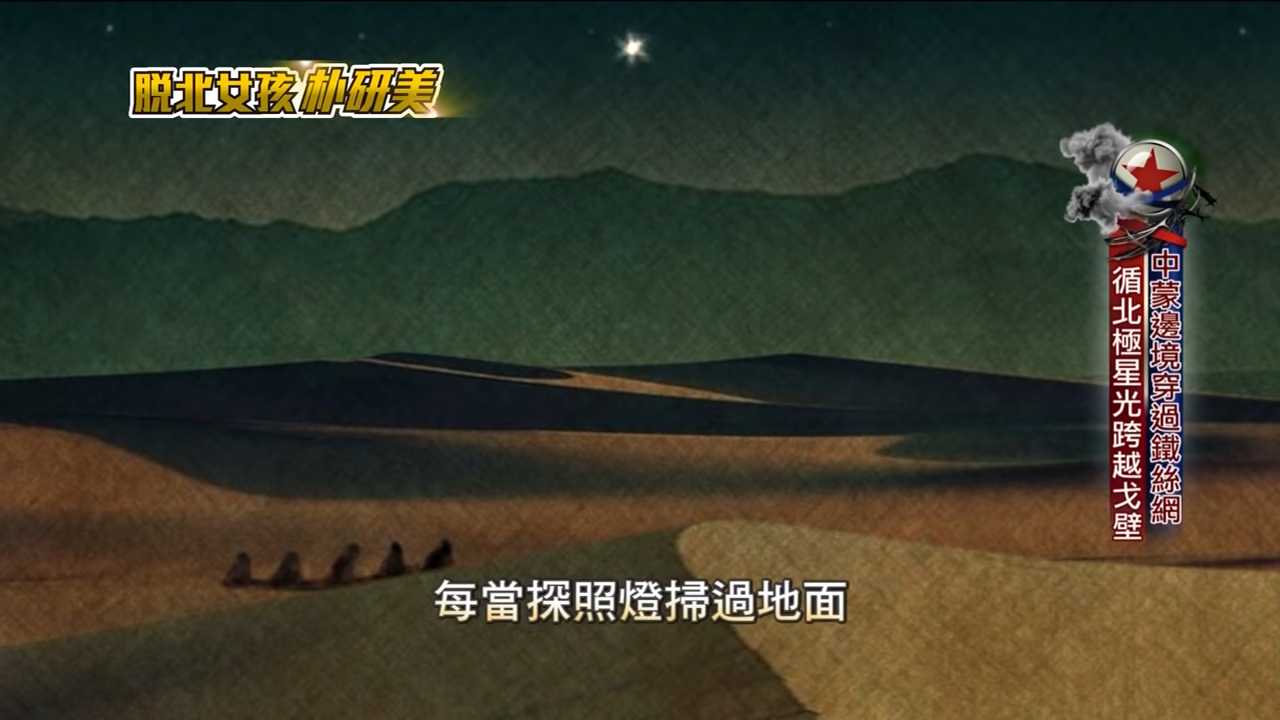 脱北女孩朴研美
中蒙邊境穿過鐵絲網
循北極星光跨越戈壁
每當探照燈掃過地面